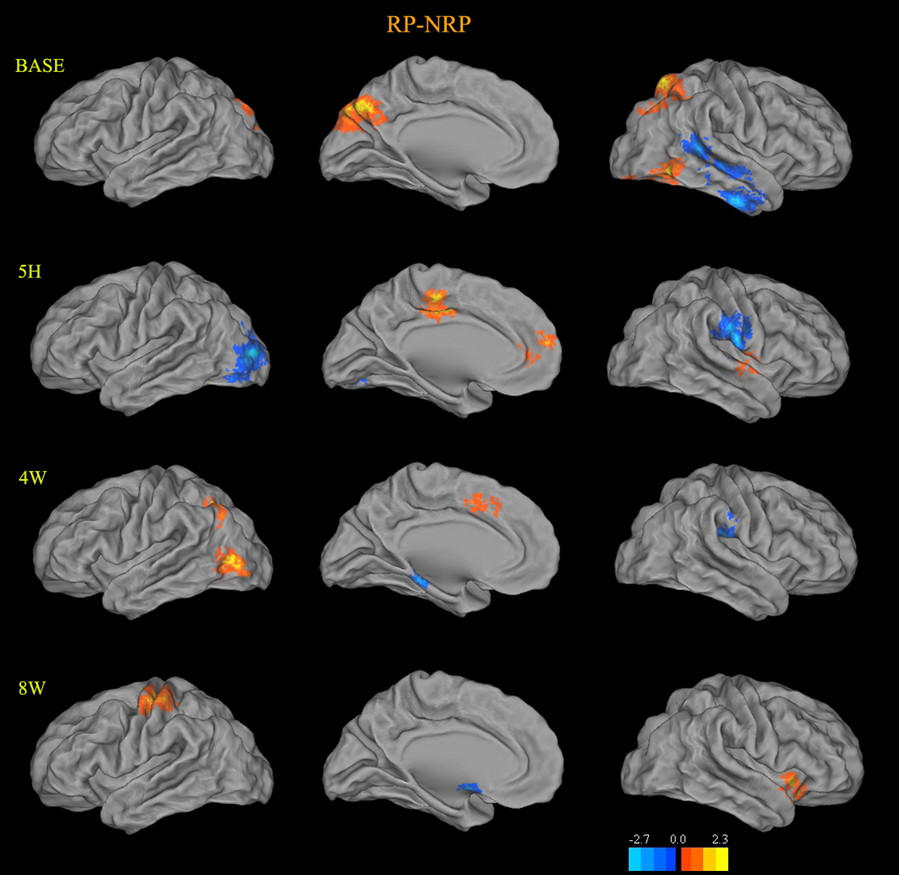 RP-NRP
BASE
5H
4W
8W
-2.7 0.0 2.3